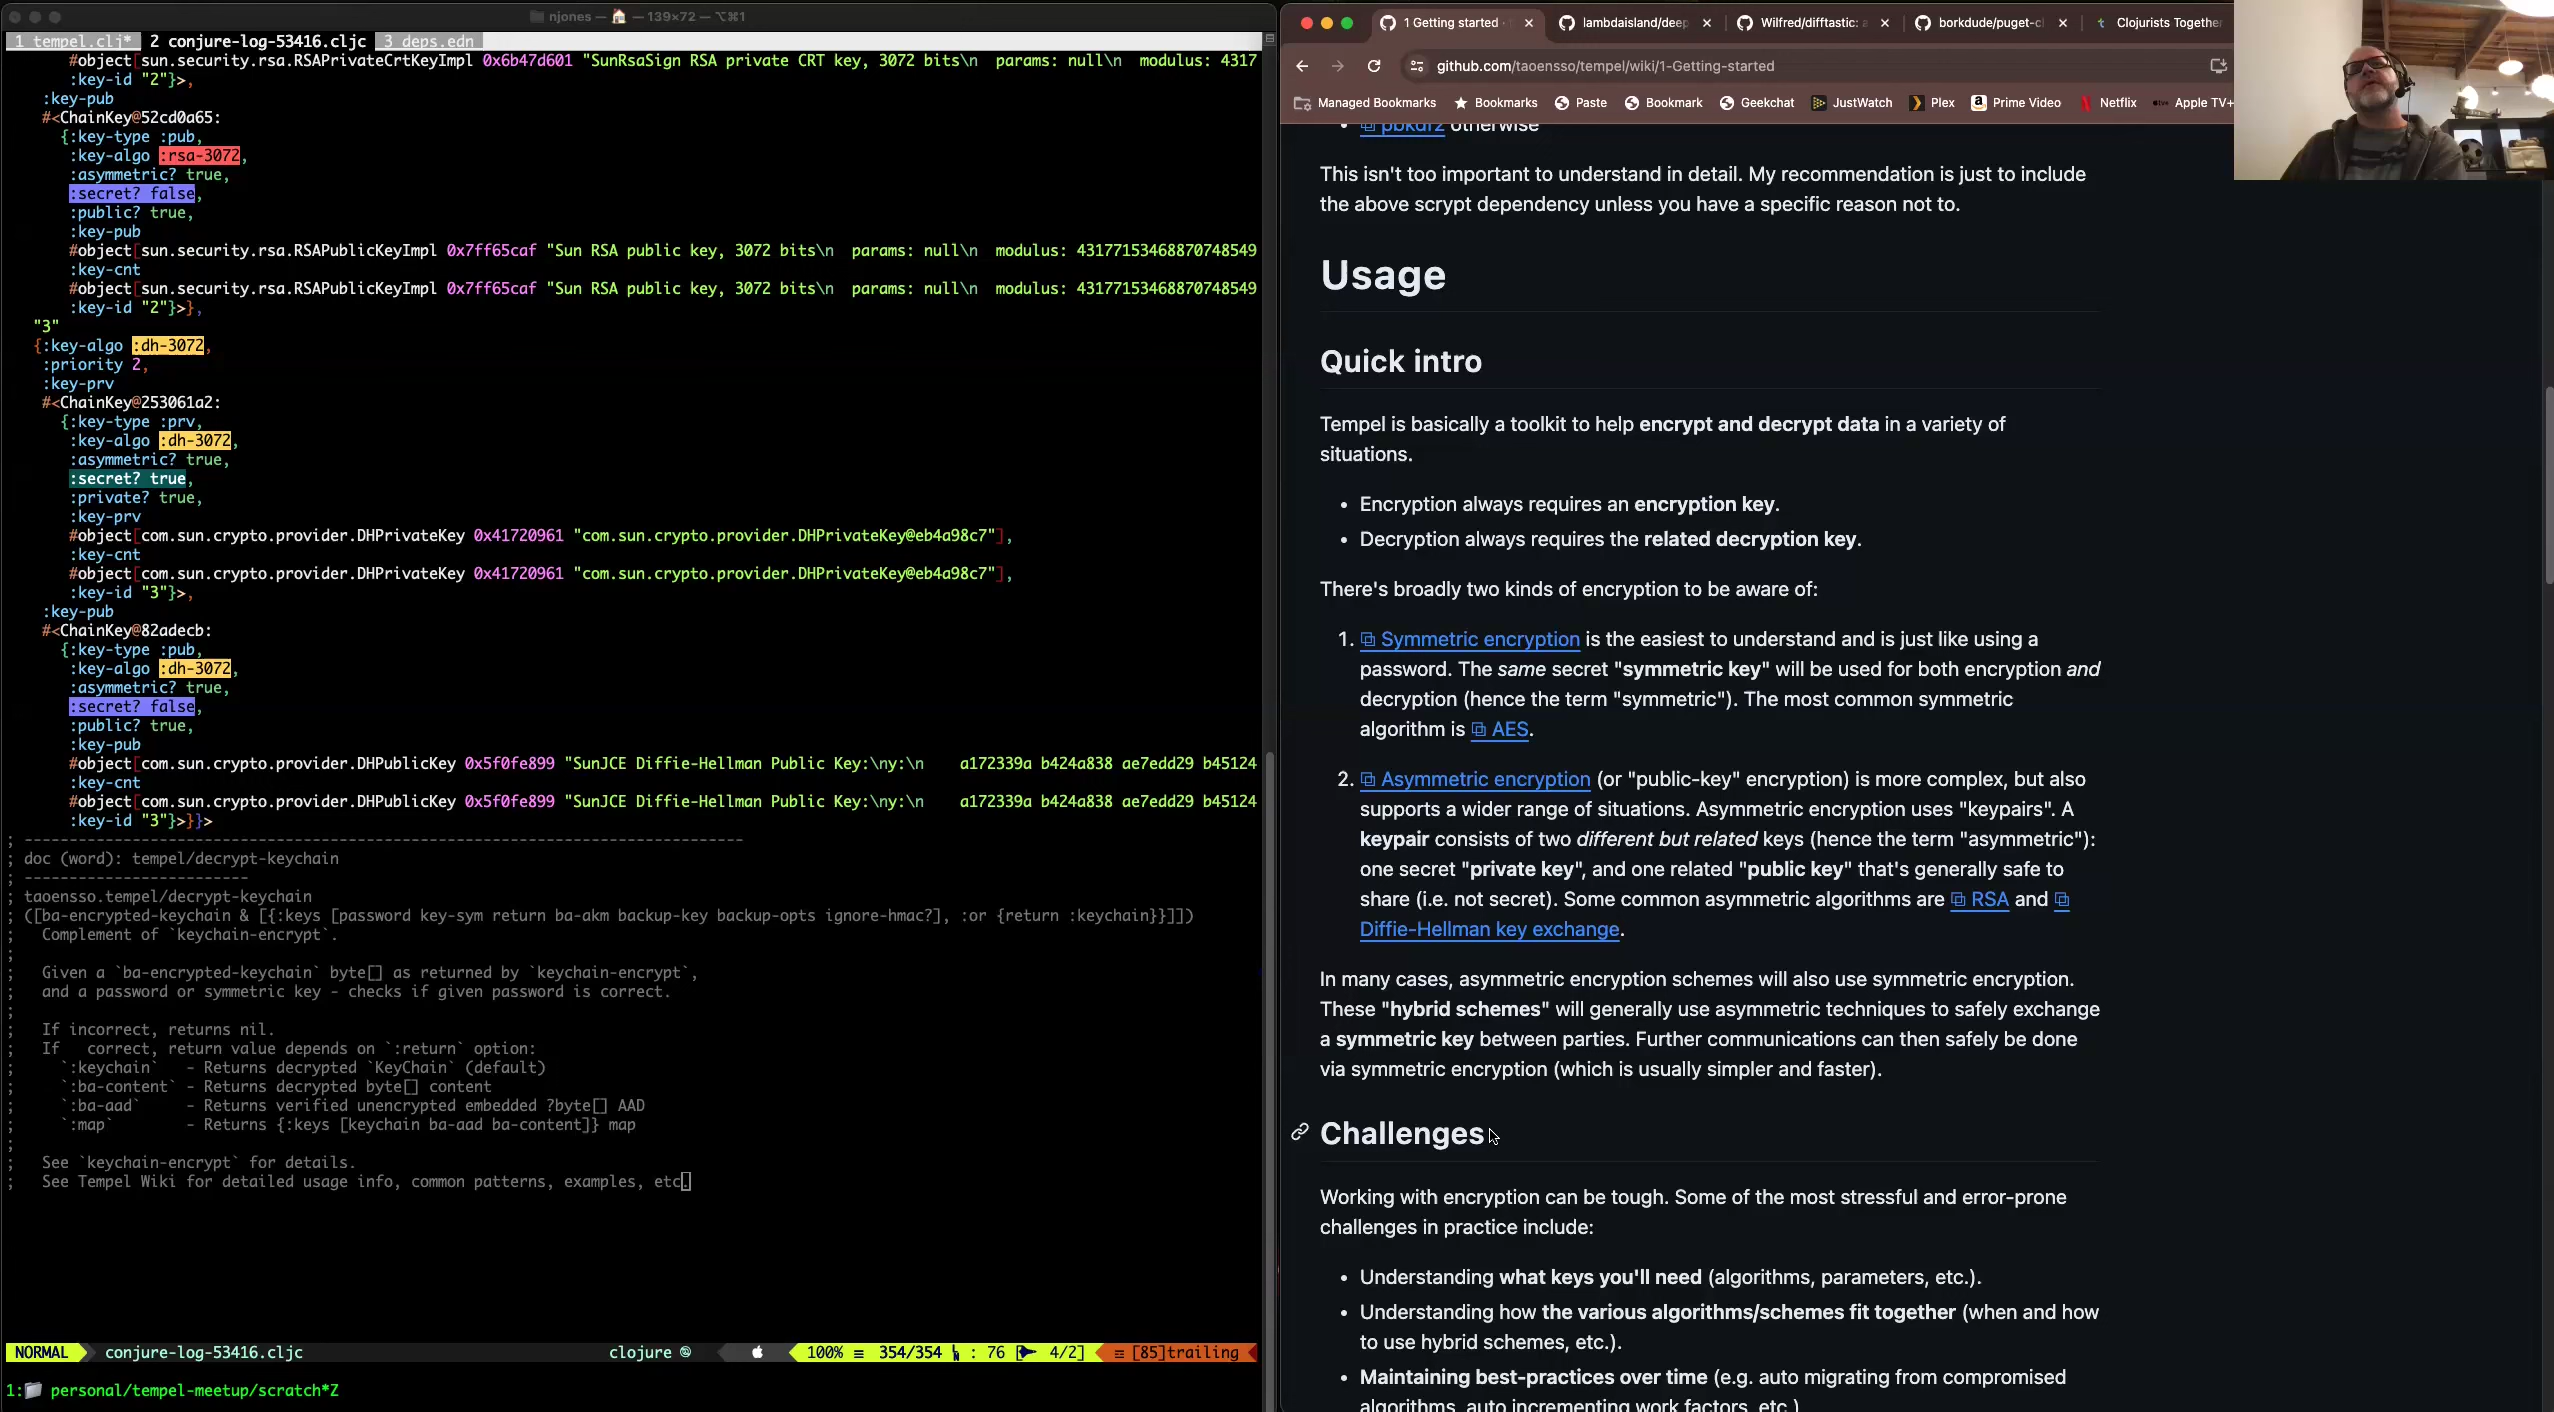 njones — 🏠 — 139×72 — ⌥⌘1
1 tempel.clj* 2 conjure-log-53416.cljc 3 deps.edn
#object[sun.security.rsa.RSAPrivateCrtKeyImpl 0x6b47d601 "SunRsaSign RSA private CRT key, 3072 bits\n  params: null\n  modulus: 4317
:key-id "2"}>,
:key-pub
#<ChainKey@52cd0a65:
{:key-type :pub,
:key-algo :rsa-3072,
:asymmetric? true,
:secret? false,
:public? true,
:key-pub
#object[sun.security.rsa.RSAPublicKeyImpl 0x7ff65caf "Sun RSA public key, 3072 bits\n  params: null\n  modulus: 43177153468870748549
:key-cnt
#object[sun.security.rsa.RSAPublicKeyImpl 0x7ff65caf "Sun RSA public key, 3072 bits\n  params: null\n  modulus: 43177153468870748549
:key-id "2"}>},
"3"
{:key-algo :dh-3072,
:priority 2,
:key-prv
#<ChainKey@253061a2:
{:key-type :prv,
:key-algo :dh-3072,
:asymmetric? true,
:secret? true,
:private? true,
:key-prv
#object[com.sun.crypto.provider.DHPrivateKey 0x41720961 "com.sun.crypto.provider.DHPrivateKey@eb4a98c7"],
:key-cnt
#object[com.sun.crypto.provider.DHPrivateKey 0x41720961 "com.sun.crypto.provider.DHPrivateKey@eb4a98c7"],
:key-id "3"}>,
:key-pub
#<ChainKey@82adecb:
{:key-type :pub,
:key-algo :dh-3072,
:asymmetric? true,
:secret? false,
:public? true,
:key-pub
#object[com.sun.crypto.provider.DHPublicKey 0x5f0fe899 "SunJCE Diffie-Hellman Public Key:\ny:\n    a172339a b424a838 ae7edd29 b45124
:key-cnt
#object[com.sun.crypto.provider.DHPublicKey 0x5f0fe899 "SunJCE Diffie-Hellman Public Key:\ny:\n    a172339a b424a838 ae7edd29 b45124
:key-id "3"}>}}>
; --------------------------------------------------------------------------------
; doc (word): tempel/decrypt-keychain
; -------------------------
; taoensso.tempel/decrypt-keychain
; ([ba-encrypted-keychain & [{:keys [password key-sym return ba-akm backup-key backup-opts ignore-hmac?], :or {return :keychain}}]])
;   Complement of `keychain-encrypt`.
;
;   Given a `ba-encrypted-keychain` byte[] as returned by `keychain-encrypt`,
;   and a password or symmetric key - checks if given password is correct.
;
;   If incorrect, returns nil.
;   If   correct, return value depends on `:return` option:
;     `:keychain`   - Returns decrypted `KeyChain` (default)
;     `:ba-content` - Returns decrypted byte[] content
;     `:ba-aad`     - Returns verified unencrypted embedded ?byte[] AAD
;     `:map`        - Returns {:keys [keychain ba-aad ba-content]} map
;
;   See `keychain-encrypt` for details.
;   See Tempel Wiki for detailed usage info, common patterns, examples, etc.
NORMAL conjure-log-53416.cljc clojure 100% ≡ 354/354 : 76 4/2] ≡ [85]trailing
1: personal/tempel-meetup/scratch*Z
1 Getting started · × lambdaisland/deep × Wilfred/difftastic: a × borkdude/puget-cl × Clojurists Together
github.com/taoensso/tempel/wiki/1-Getting-started
Managed Bookmarks Bookmarks Paste Bookmark Geekchat JustWatch Plex Prime Video Netflix Apple TV+
• pbkdf2 otherwise
This isn't too important to understand in detail. My recommendation is just to include
the above scrypt dependency unless you have a specific reason not to.
Usage
Quick intro
Tempel is basically a toolkit to help encrypt and decrypt data in a variety of
situations.
• Encryption always requires an encryption key.
• Decryption always requires the related decryption key.
There's broadly two kinds of encryption to be aware of:
1. Symmetric encryption is the easiest to understand and is just like using a
password. The same secret "symmetric key" will be used for both encryption and
decryption (hence the term "symmetric"). The most common symmetric
algorithm is AES.
2. Asymmetric encryption (or "public-key" encryption) is more complex, but also
supports a wider range of situations. Asymmetric encryption uses "keypairs". A
keypair consists of two different but related keys (hence the term "asymmetric"):
one secret "private key", and one related "public key" that's generally safe to
share (i.e. not secret). Some common asymmetric algorithms are RSA and
Diffie-Hellman key exchange.
In many cases, asymmetric encryption schemes will also use symmetric encryption.
These "hybrid schemes" will generally use asymmetric techniques to safely exchange
a symmetric key between parties. Further communications can then safely be done
via symmetric encryption (which is usually simpler and faster).
Challenges
Working with encryption can be tough. Some of the most stressful and error-prone
challenges in practice include:
• Understanding what keys you'll need (algorithms, parameters, etc.).
• Understanding how the various algorithms/schemes fit together (when and how
to use hybrid schemes, etc.).
• Maintaining best-practices over time (e.g. auto migrating from compromised
algorithms, auto incrementing work factors, etc.)